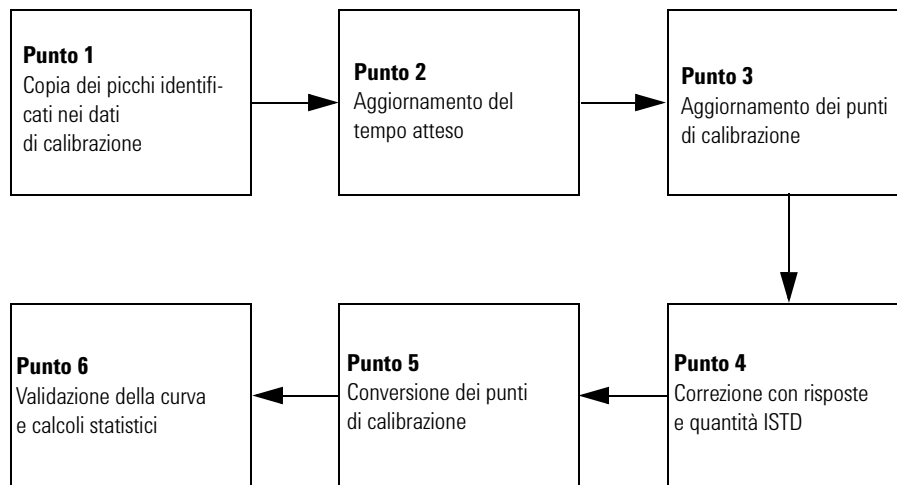 Punto 1
Copia dei picchi identifi-
cati nei dati
di calibrazione
Punto 2
Aggiornamento del
tempo atteso
Punto 3
Aggiornamento dei punti
di calibrazione
Punto 4
Correzione con risposte
e quantità ISTD
Punto 5
Conversione dei punti
di calibrazione
Punto 6
Validazione della curva
e calcoli statistici